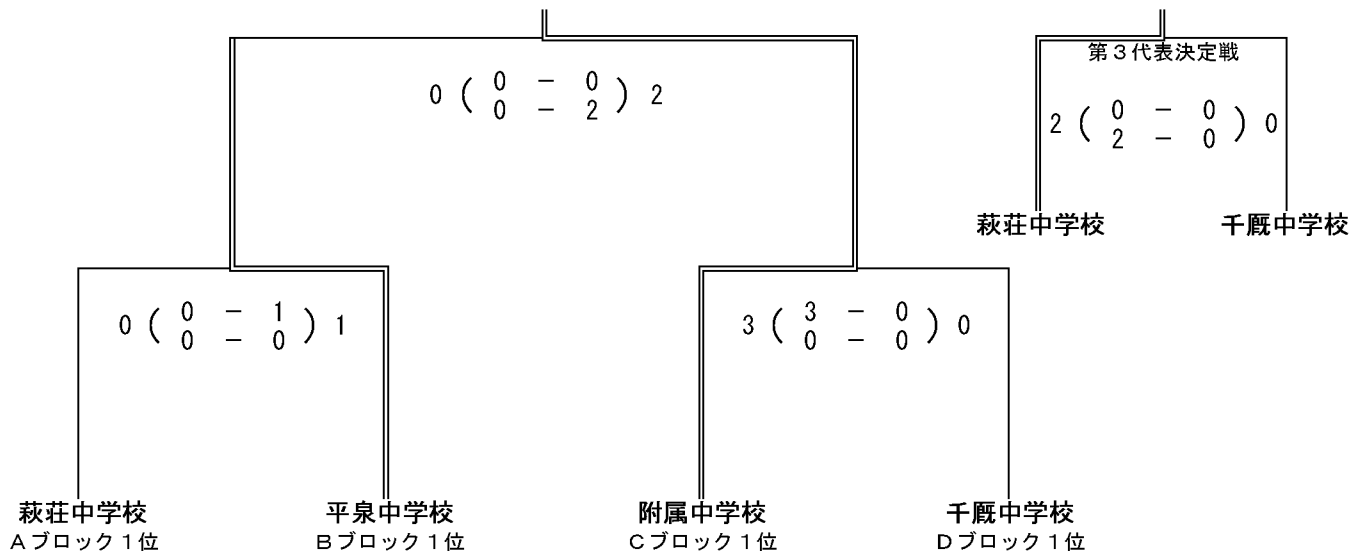 0 ( 0 － 0 ) 2
0 － 2
第３代表決定戦
2 ( 0 － 0 ) 0
2 － 0
萩荘中学校 千厩中学校
0 ( 0 － 1 ) 1
0 － 0
3 ( 3 － 0 ) 0
0 － 0
萩荘中学校 平泉中学校 附属中学校 千厩中学校
Ａブロック１位 Ｂブロック１位 Ｃブロック１位 Ｄブロック１位